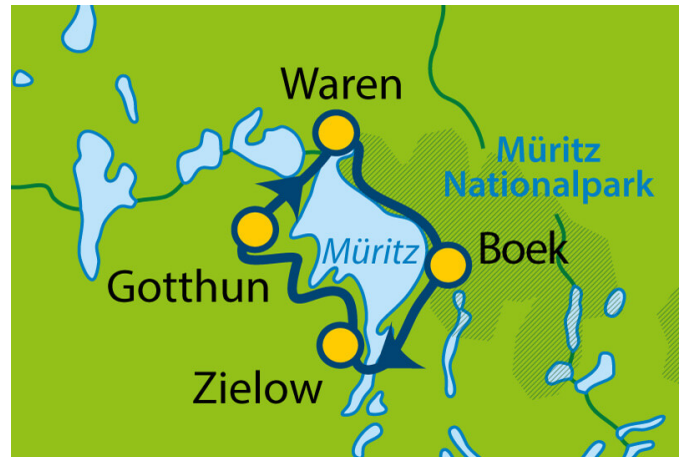 Waren
Müritz
Nationalpark
Müritz
Boek
Gotthun
Zielow